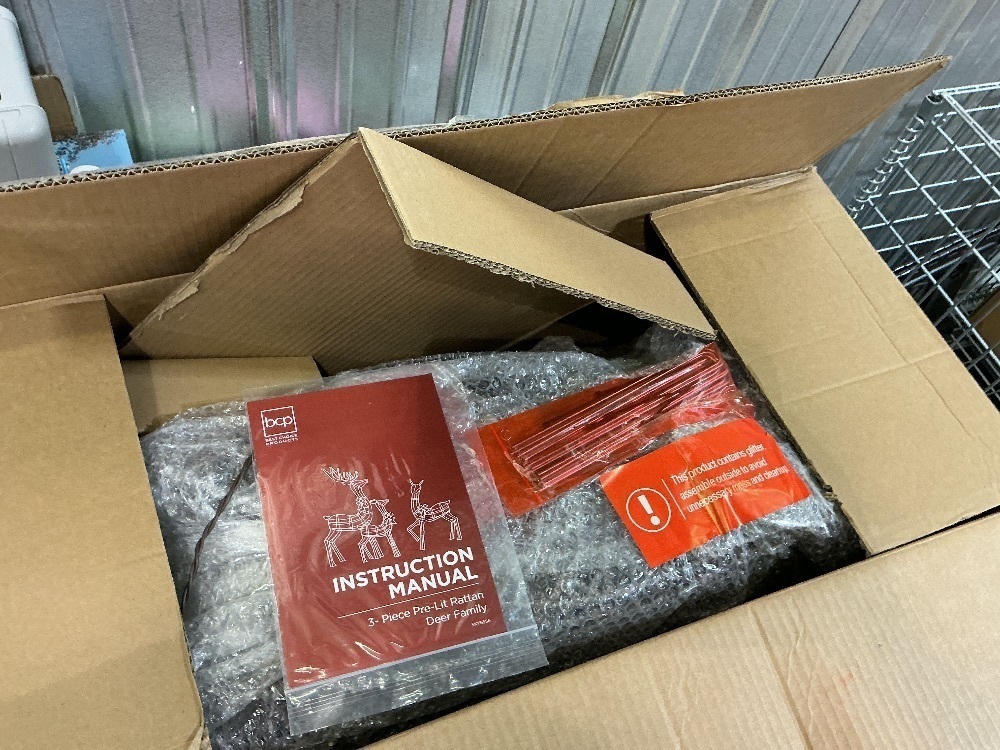 bcp
BEST CHOICE
PRODUCTS
INSTRUCTION
MANUAL
3- Piece Pre-Lit Rattan
Deer Family
This product contains glitter,
assemble outside to avoid
unnecessary mess and cleanup.